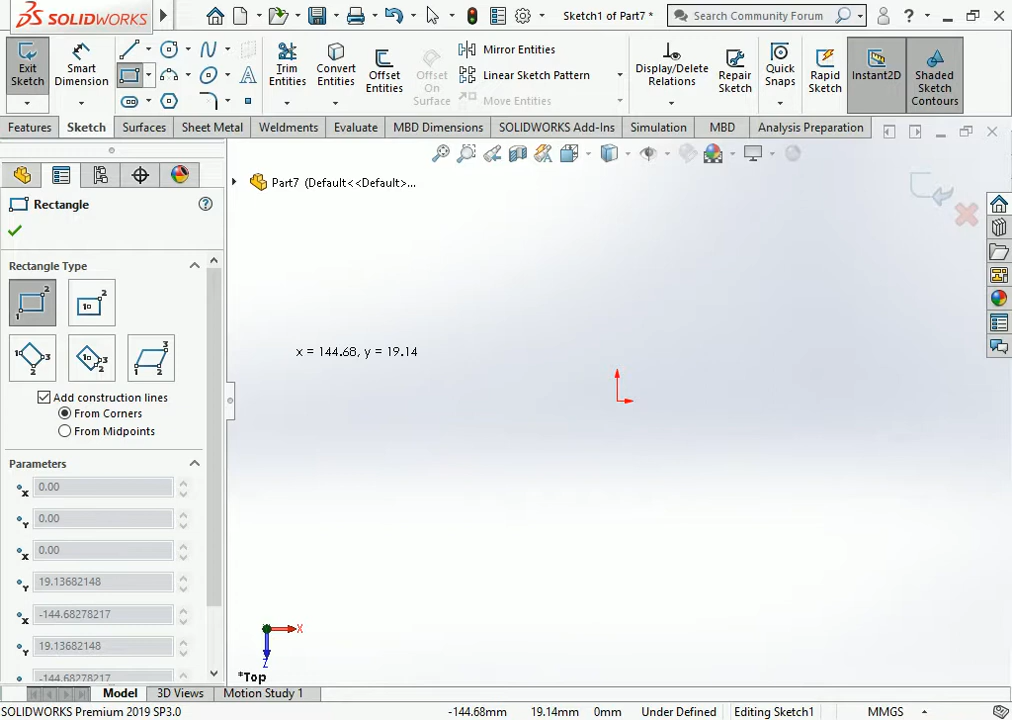 SOLIDWORKS
Sketch1 of Part7 *
Search Community Forum
Exit Sketch
Smart Dimension
Trim Entities
Convert Entities
Offset Entities
Offset On Surface
Mirror Entities
Linear Sketch Pattern
Move Entities
Display/Delete Relations
Repair Sketch
Quick Snaps
Rapid Sketch
Instant2D
Shaded Sketch Contours
Features
Sketch
Surfaces
Sheet Metal
Weldments
Evaluate
MBD Dimensions
SOLIDWORKS Add-Ins
Simulation
MBD
Analysis Preparation
Part7 (Default<<Default>...
Rectangle
Rectangle Type
Add construction lines
From Corners
From Midpoints
Parameters
0.00
0.00
0.00
19.13682148
-144.68278217
19.13682148
-144.68278217
x = 144.68, y = 19.14
X
Z
*Top
Model
3D Views
Motion Study 1
SOLIDWORKS Premium 2019 SP3.0
-144.68mm
19.14mm
0mm
Under Defined
Editing Sketch1
MMGS